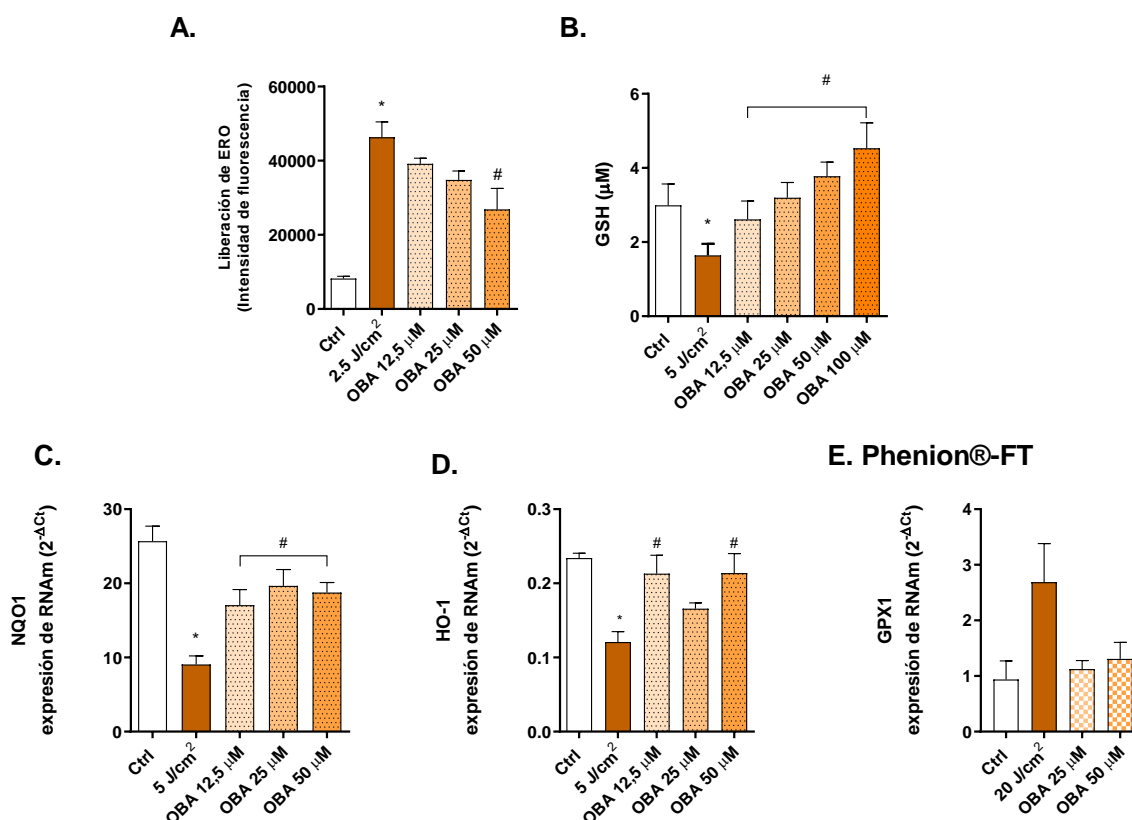 A.
Liberación de ERO
(Intensidad de fluorescencia)
60000
40000
20000
0
*
#
Ctrl
2.5 J/cm²
OBA 12,5 µM
OBA 25 µM
OBA 50 µM
B.
GSH (µM)
6
4
2
0
*
#
Ctrl
5 J/cm²
OBA 12,5 µM
OBA 25 µM
OBA 50 µM
OBA 100 µM
C.
NQO1
expresión de RNAm (2⁻ΔCt)
30
20
10
0
*
#
Ctrl
5 J/cm²
OBA 12,5 µM
OBA 25 µM
OBA 50 µM
D.
HO-1
expresión de RNAm (2⁻ΔCt)
0.3
0.2
0.1
0.0
*
#
#
Ctrl
5 J/cm²
OBA 12,5 µM
OBA 25 µM
OBA 50 µM
E. Phenion®-FT
GPX1
expresión de RNAm (2⁻ΔCt)
4
3
2
1
0
Ctrl
20 J/cm²
OBA 25 µM
OBA 50 µM